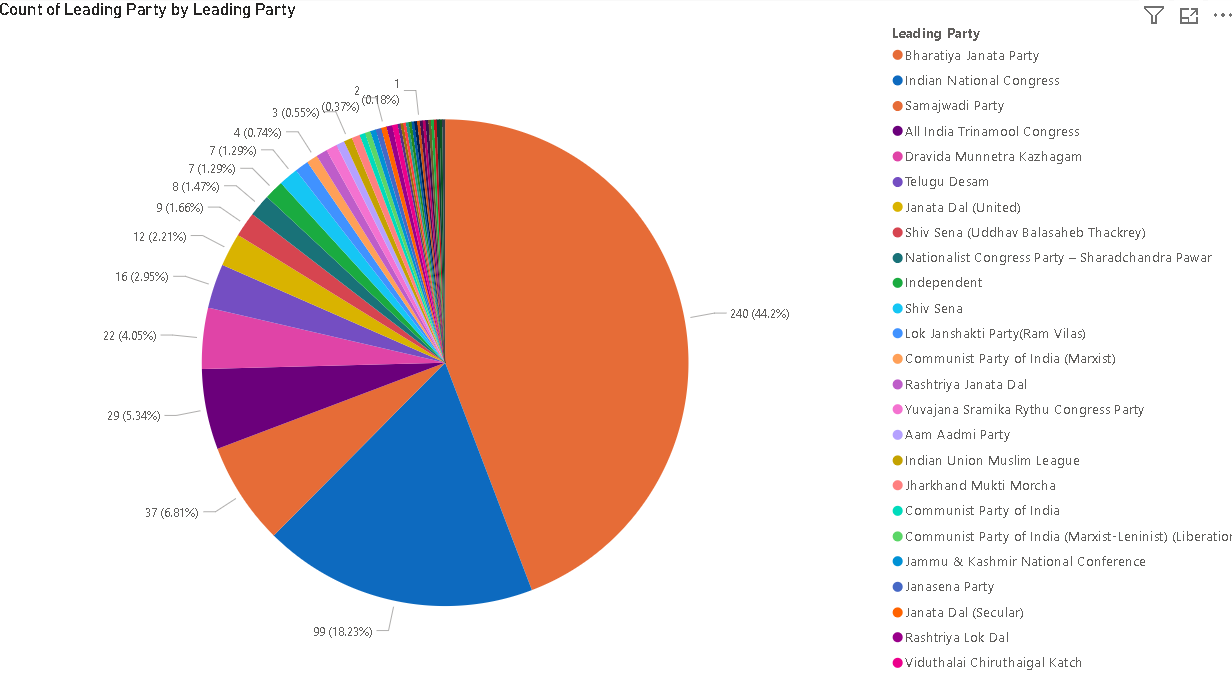 Count of Leading Party by Leading Party
1
2
(0.18%)
(0.37%)
3 (0.55%)
4 (0.74%)
7 (1.29%)
7 (1.29%)
8 (1.47%)
9 (1.66%)
12 (2.21%)
16 (2.95%)
22 (4.05%)
29 (5.34%)
37 (6.81%)
99 (18.23%)
240 (44.2%)
Leading Party
Bharatiya Janata Party
Indian National Congress
Samajwadi Party
All India Trinamool Congress
Dravida Munnetra Kazhagam
Telugu Desam
Janata Dal (United)
Shiv Sena (Uddhav Balasaheb Thackrey)
Nationalist Congress Party – Sharadchandra Pawar
Independent
Shiv Sena
Lok Janshakti Party(Ram Vilas)
Communist Party of India (Marxist)
Rashtriya Janata Dal
Yuvajana Sramika Rythu Congress Party
Aam Aadmi Party
Indian Union Muslim League
Jharkhand Mukti Morcha
Communist Party of India
Communist Party of India (Marxist-Leninist) (Liberation
Jammu & Kashmir National Conference
Janasena Party
Janata Dal (Secular)
Rashtriya Lok Dal
Viduthalai Chiruthaigal Katch